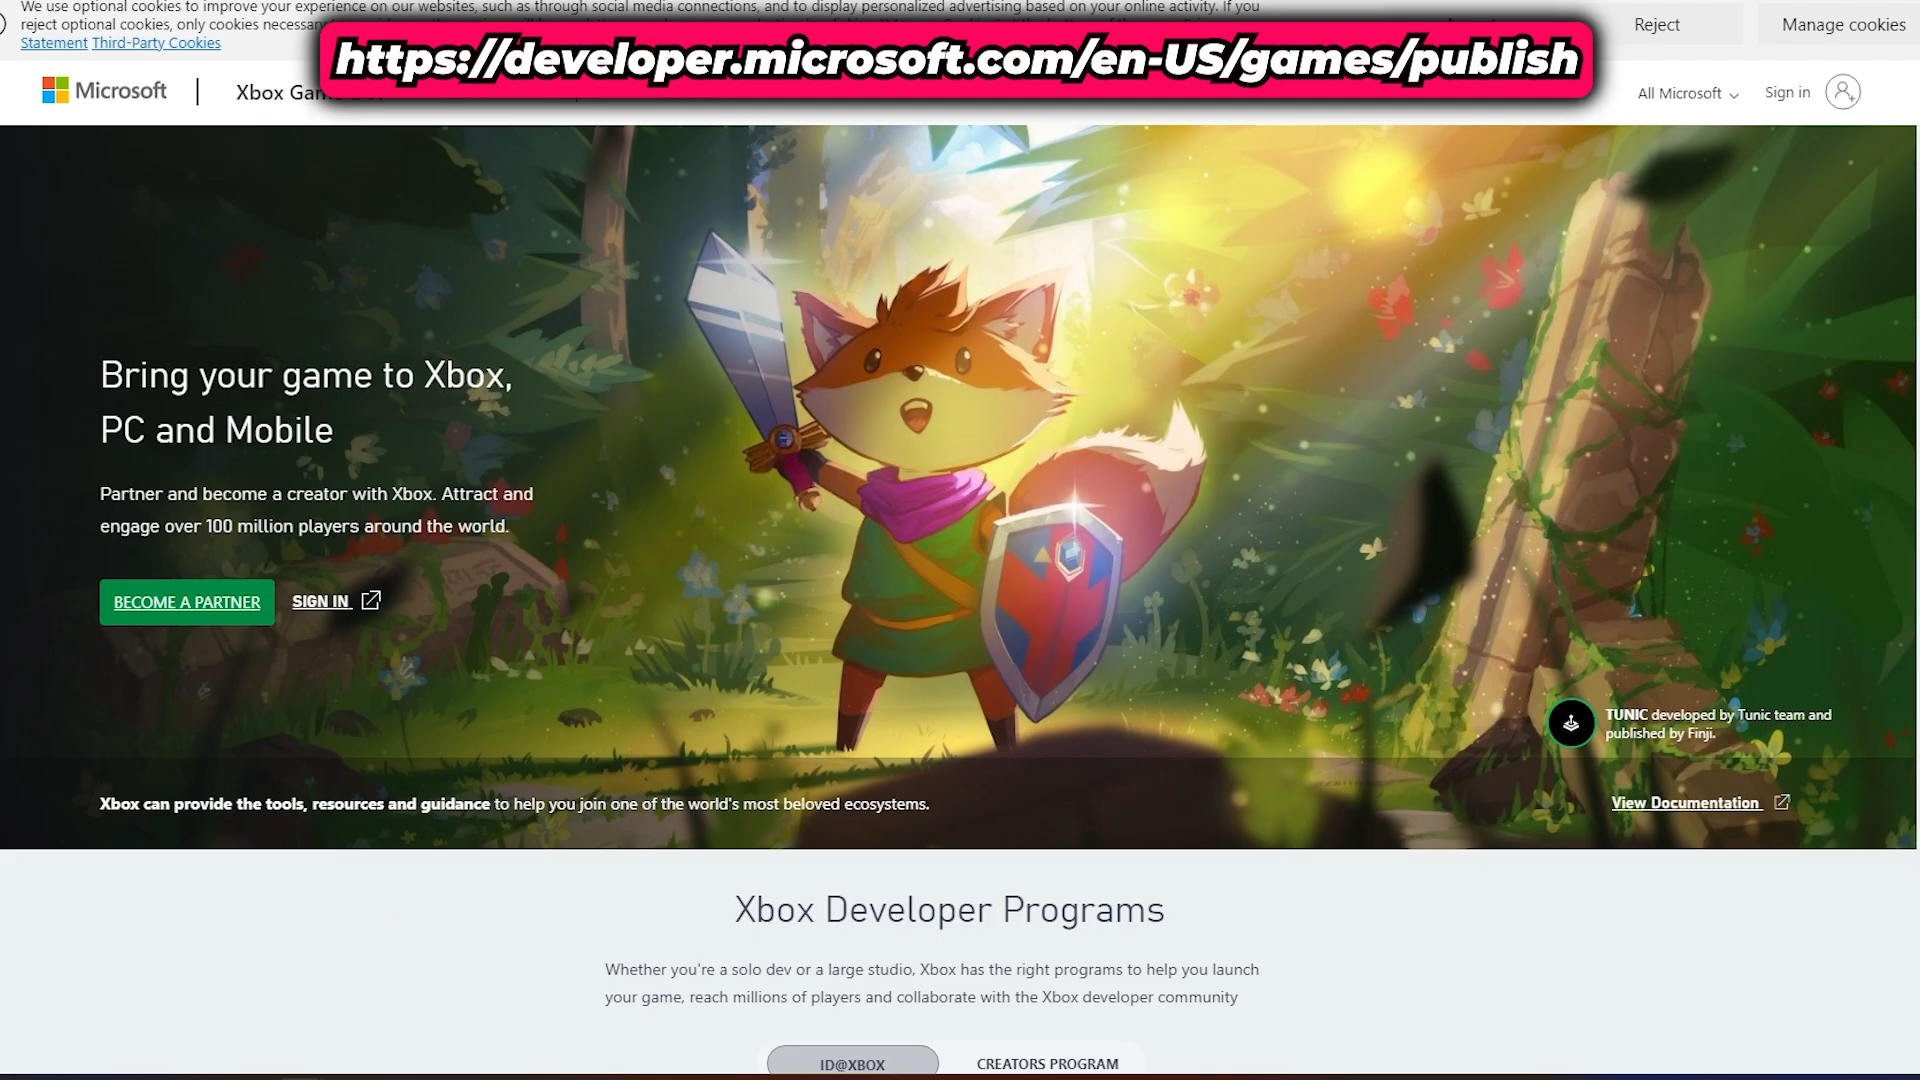 We use optional cookies to improve your experience on our websites, such as through social media connections, and to display personalized advertising based on your online activity. If you
reject optional cookies, only cookies necessary
Statement Third-Party Cookies
Reject
Manage cookies
https://developer.microsoft.com/en-US/games/publish
Microsoft
Xbox
All Microsoft
Sign in
Bring your game to Xbox,
PC and Mobile
Partner and become a creator with Xbox. Attract and
engage over 100 million players around the world.
BECOME A PARTNER
SIGN IN
TUNIC developed by Tunic team and
published by Finji.
Xbox can provide the tools, resources and guidance to help you join one of the world's most beloved ecosystems.
View Documentation
Xbox Developer Programs
Whether you're a solo dev or a large studio, Xbox has the right programs to help you launch
your game, reach millions of players and collaborate with the Xbox developer community
ID@XBOX
CREATORS PROGRAM